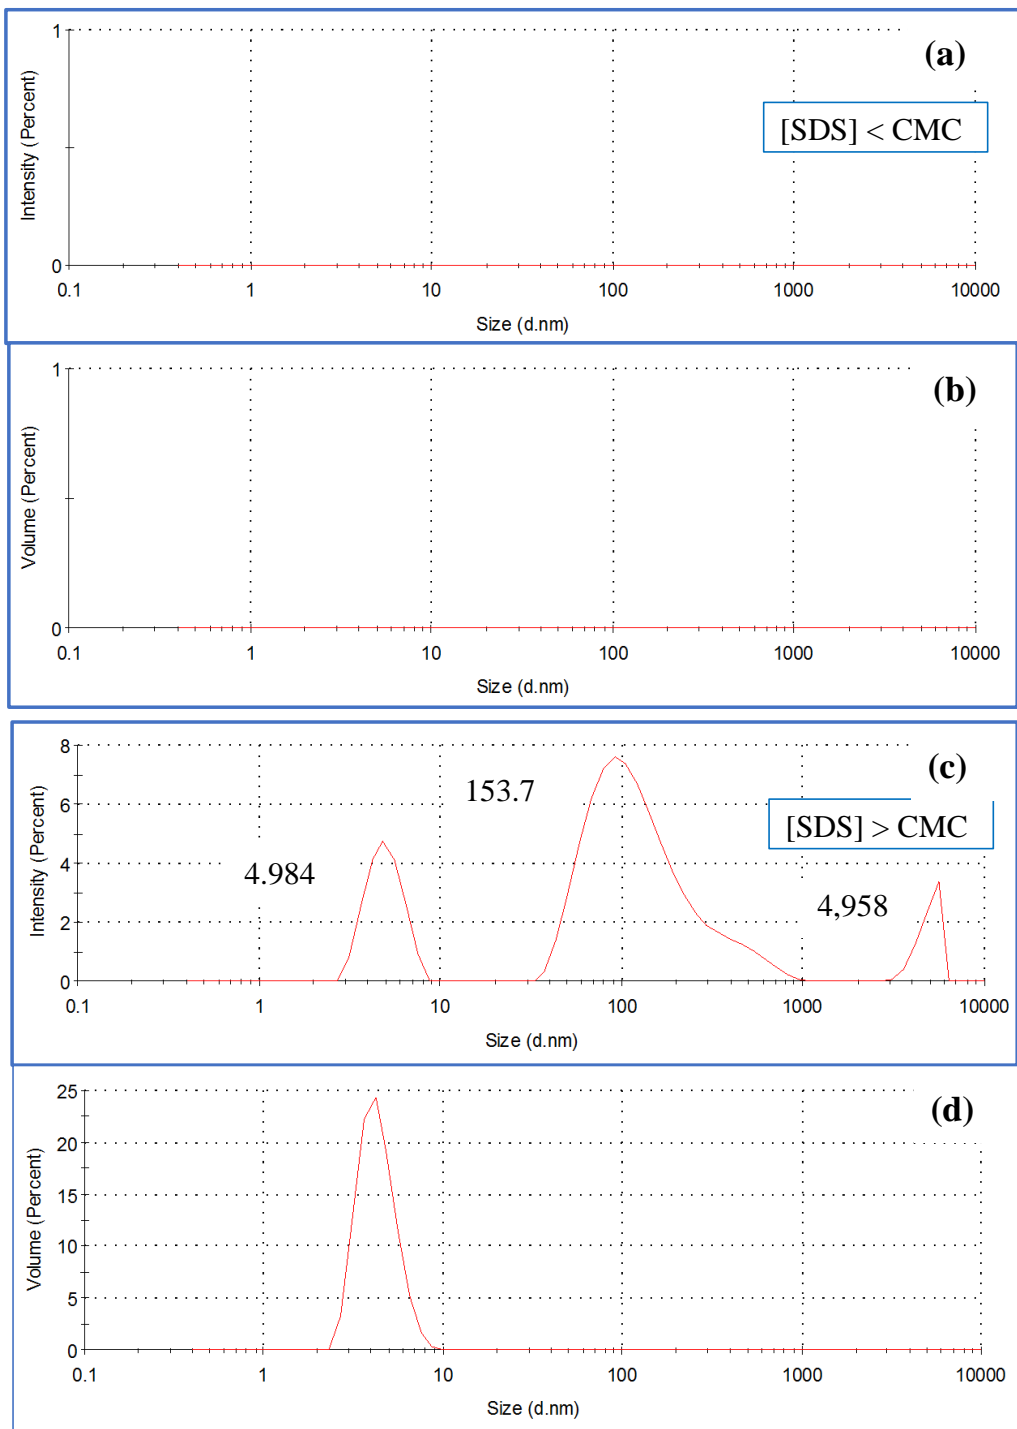 1
(a)
[SDS] < CMC
Intensity (Percent)
0
0.1 1 10 100 1000 10000
Size (d.nm)
1
(b)
Volume (Percent)
0
0.1 1 10 100 1000 10000
Size (d.nm)
8
(c)
153.7
6
[SDS] > CMC
Intensity (Percent)
4
4.984
4,958
2
0
0.1 1 10 100 1000 10000
Size (d.nm)
25
(d)
20
15
Volume (Percent)
10
5
0
0.1 1 10 100 1000 10000
Size (d.nm)